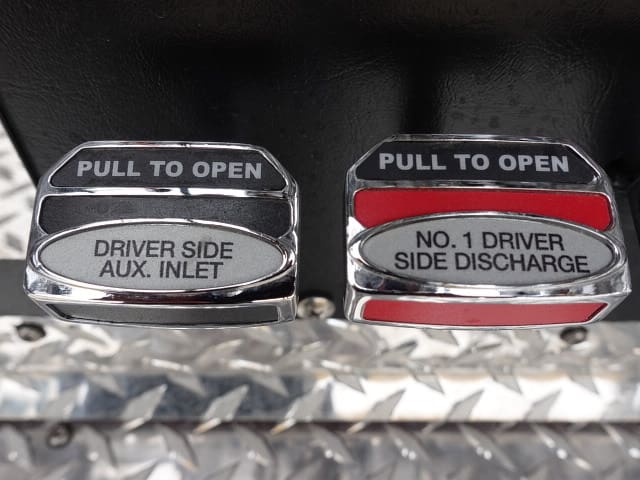 PULL TO OPEN
DRIVER SIDE
AUX. INLET
PULL TO OPEN
NO. 1 DRIVER
SIDE DISCHARGE